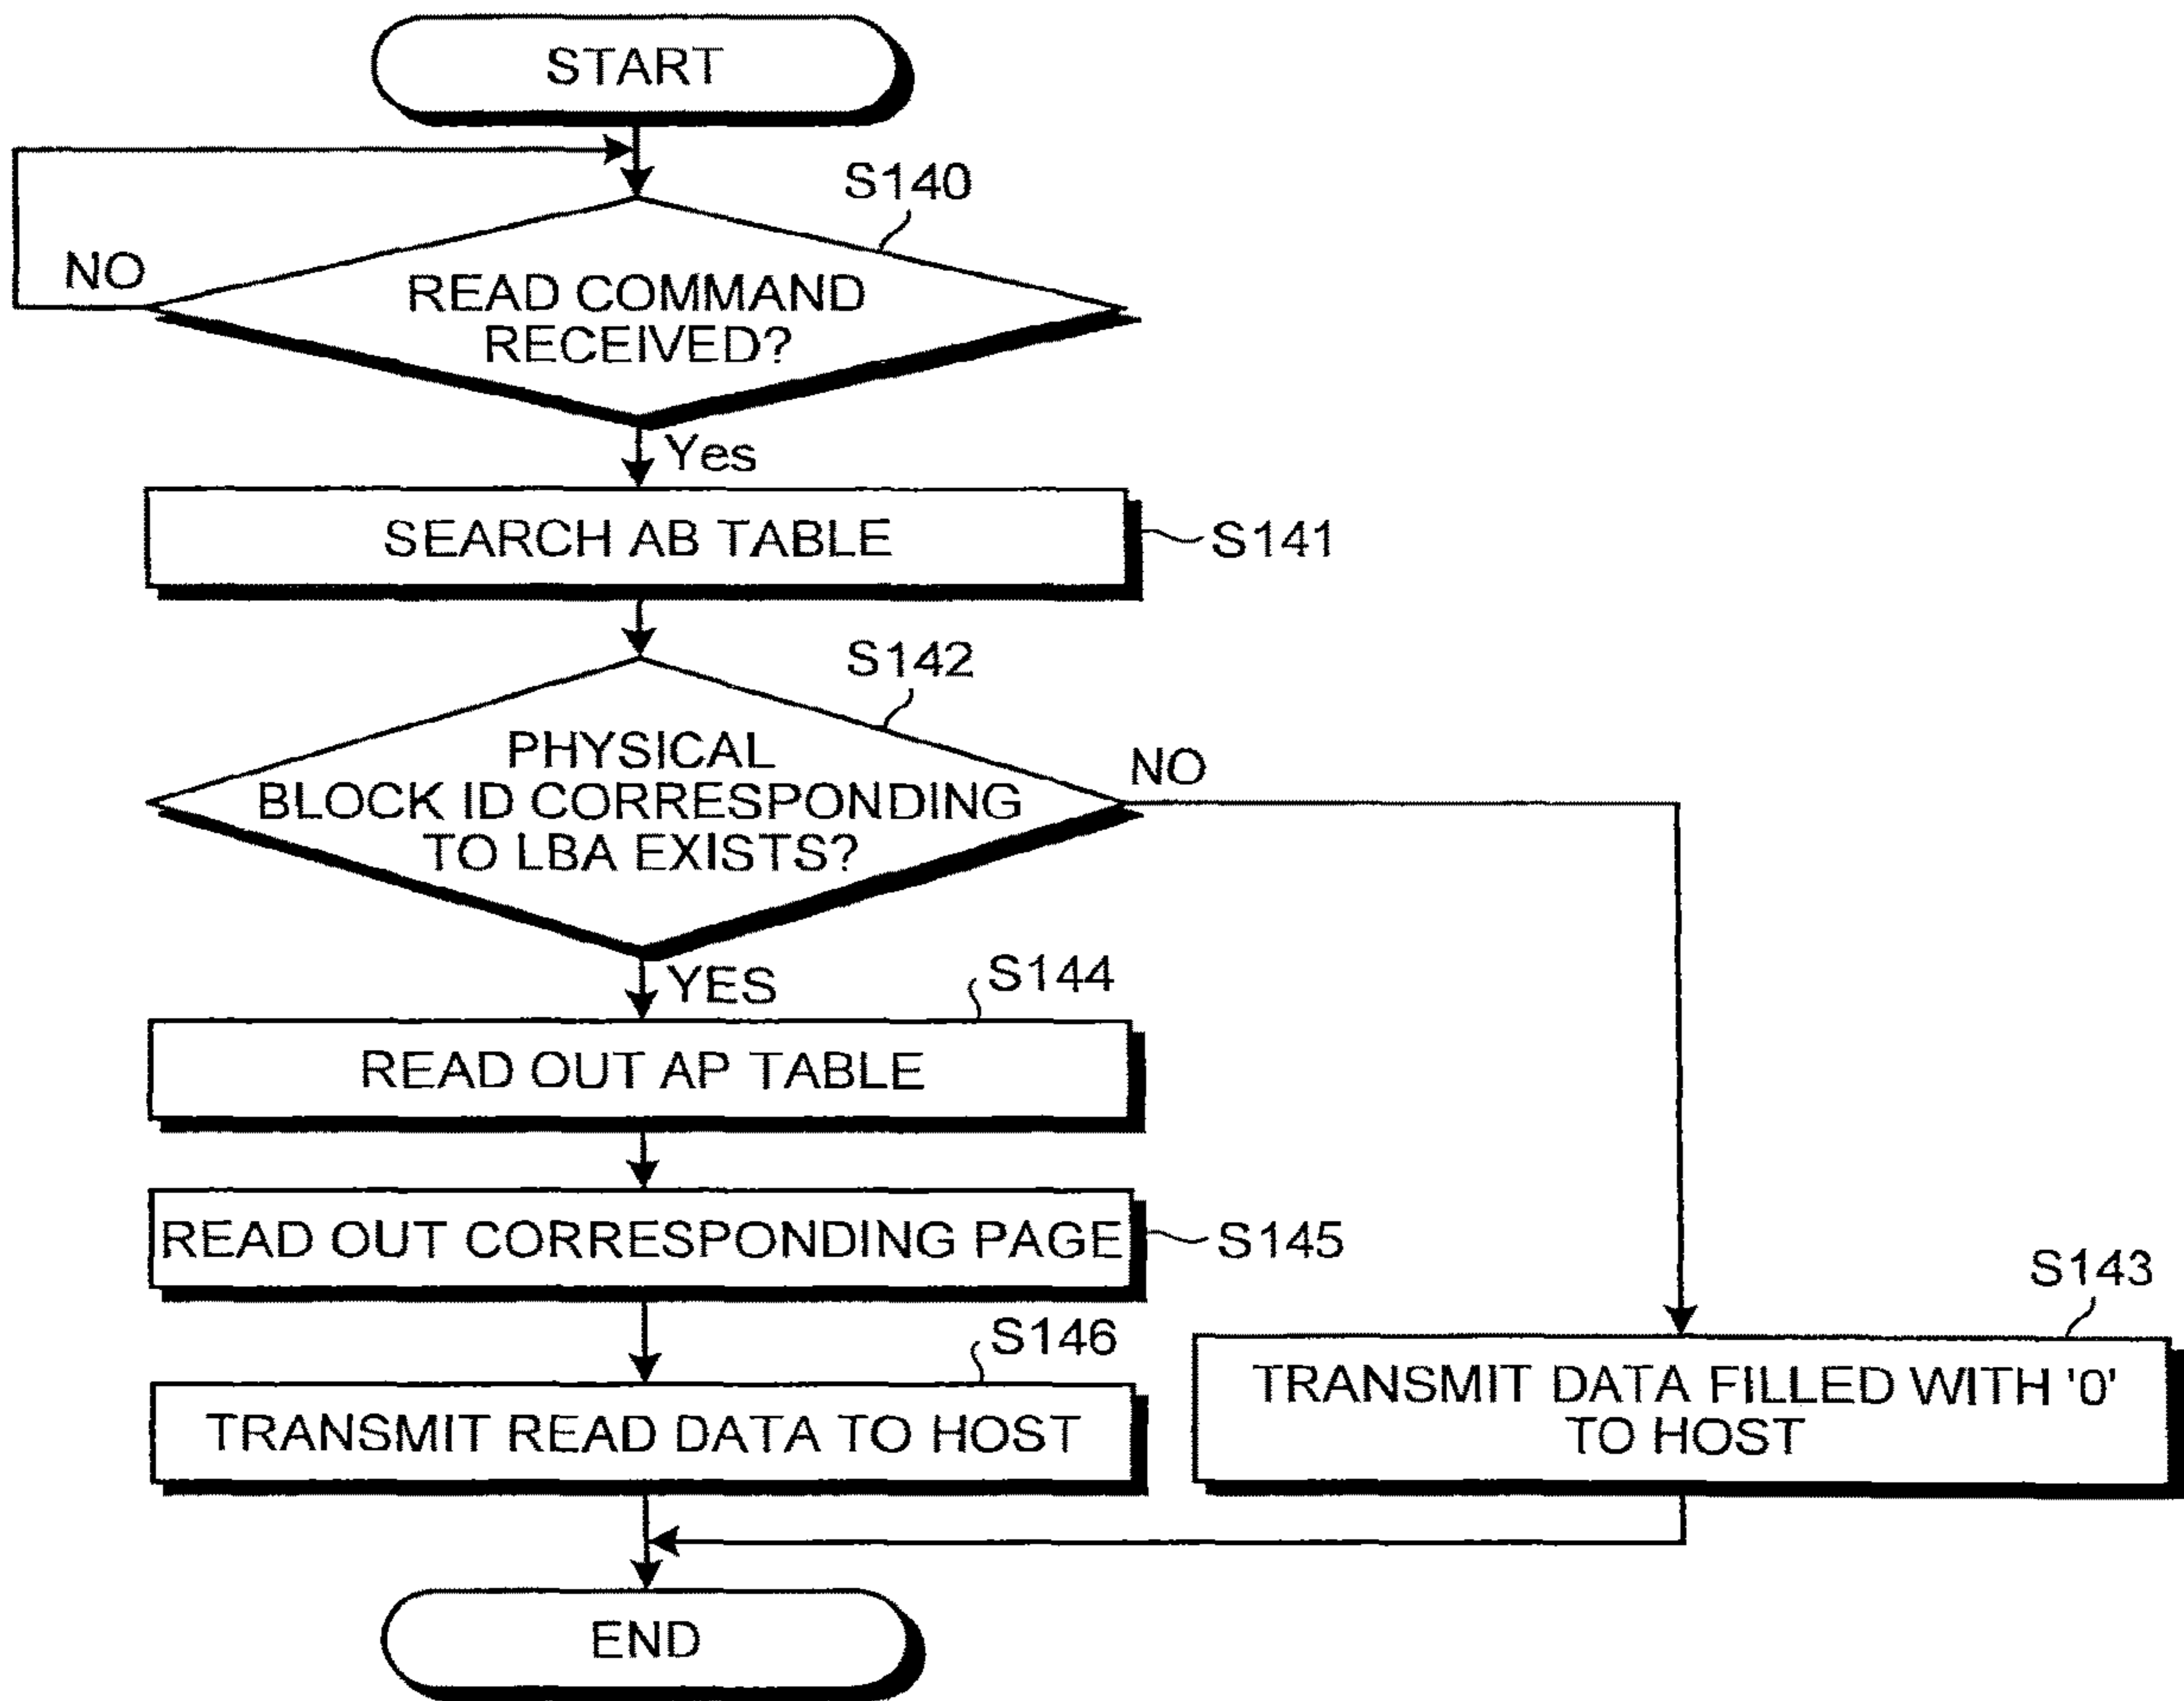 START
S140
NO
READ COMMAND
RECEIVED?
Yes
SEARCH AB TABLE
S141
S142
PHYSICAL
BLOCK ID CORRESPONDING
TO LBA EXISTS?
NO
YES
S144
READ OUT AP TABLE
READ OUT CORRESPONDING PAGE
S145
S143
S146
TRANSMIT READ DATA TO HOST
TRANSMIT DATA FILLED WITH '0'
TO HOST
END